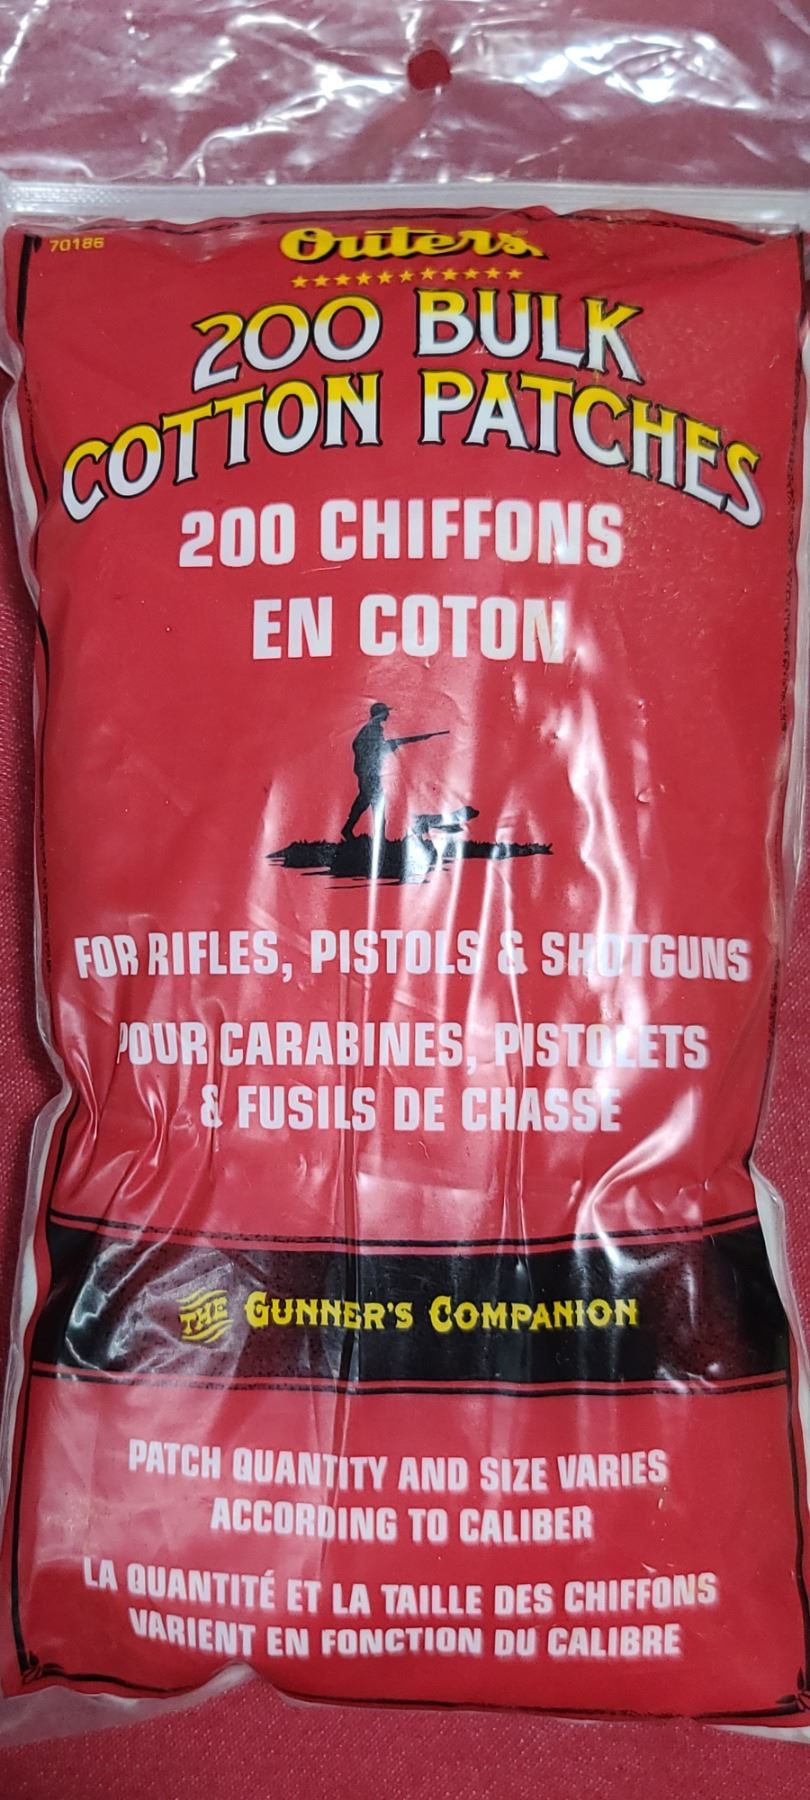 70186
Outers
200 BULK
COTTON PATCHES
200 CHIFFONS
EN COTON
FOR RIFLES, PISTOLS & SHOTGUNS
POUR CARABINES, PISTOLETS
& FUSILS DE CHASSE
THE GUNNER'S COMPANION
PATCH QUANTITY AND SIZE VARIES
ACCORDING TO CALIBER
LA QUANTITÉ ET LA TAILLE DES CHIFFONS
VARIENT EN FONCTION DU CALIBRE